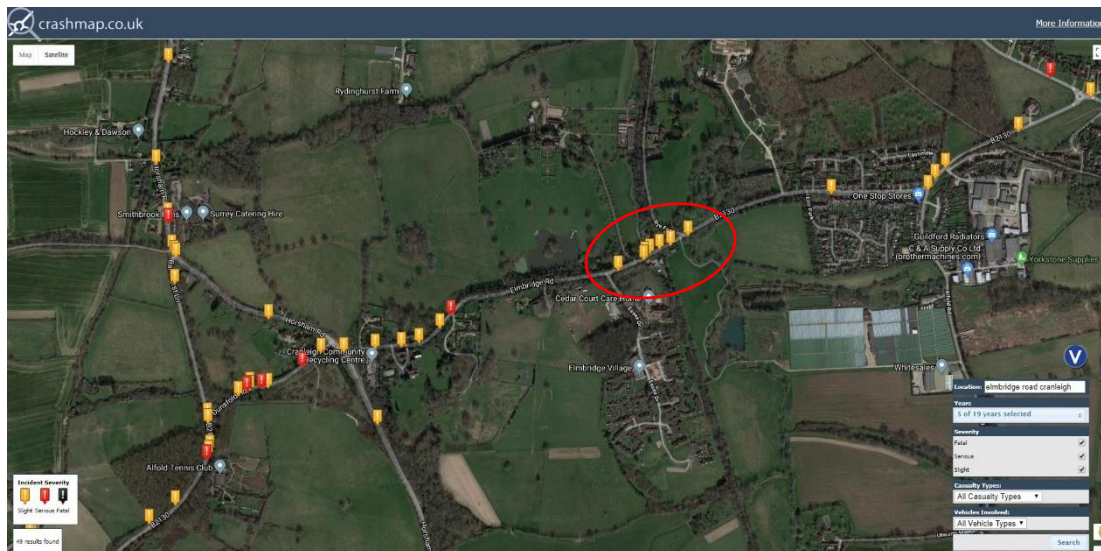 crashmap.co.uk
More Information
Map Satellite
Rydinghurst Farm
Hockley & Dawson
B2130
One Stop Stores
Surrey Catering Hire
B2130
Guildford Radiators
C & A Supply Co Ltd
(brothermachines.com)
Yorkstone Supplies
Elmbridge Rd
Cedar Court Care Home
Horsham Rd
Cranleigh Community
Recycling Centre
Elmbridge Village
Whitesales
Dunsfold
Alfold Tennis Club
B2130
Horsham
Location: elmbridge road cranleigh
Years
5 of 19 years selected
Severity
Fatal
Serious
Slight
Casualty Types:
All Casualty Types
Vehicles Involved:
All Vehicle Types
Search
Incident Severity
Slight Serious Fatal
49 results found